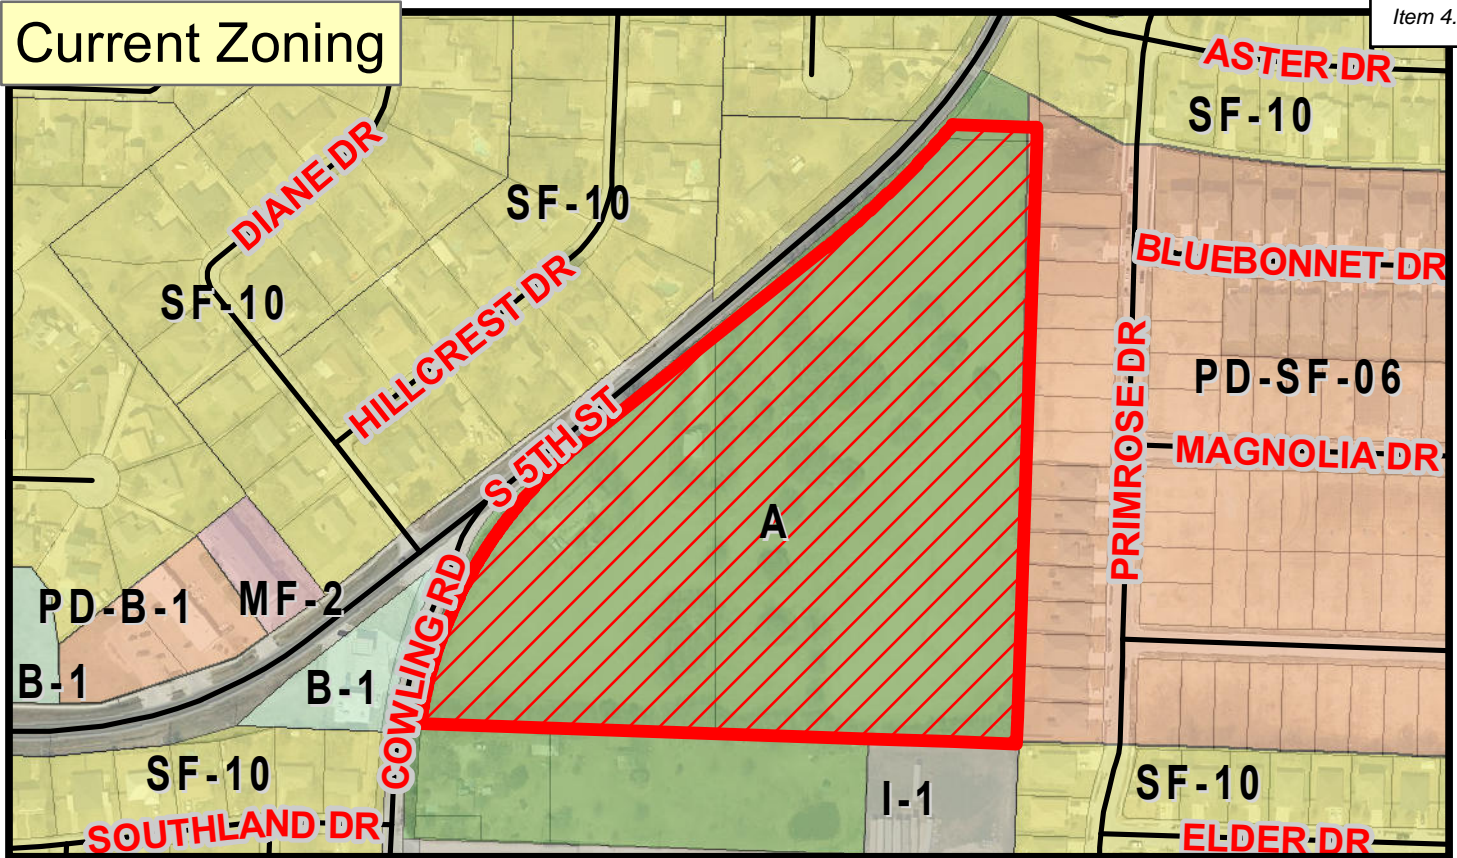 Current Zoning
Item 4.
ASTER DR
SF-10
DIANE DR
SF-10
BLUEBONNET DR
HILLCREST DR
SF-10
PRIMROSE DR
PD-SF-06
S 5TH ST
MAGNOLIA DR
A
PD-B-1
MF-2
COWLING RD
B-1
B-1
SF-10
I-1
SF-10
SOUTHLAND DR
ELDER DR